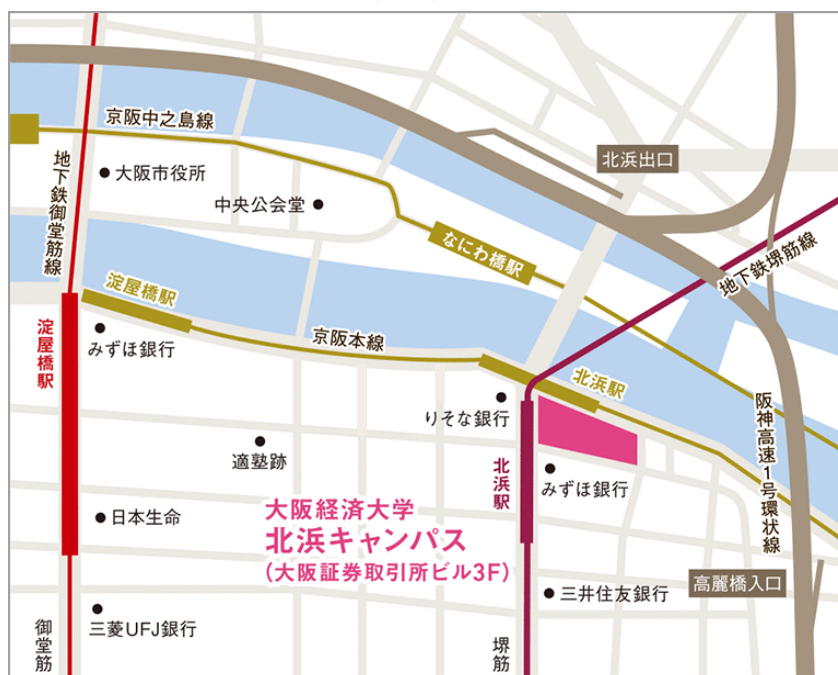 京阪中之島線
地下鉄御堂筋線
大阪市役所
北浜出口
中央公会堂
なにわ橋駅
地下鉄堺筋線
淀屋橋駅
淀屋橋駅
みずほ銀行
京阪本線
北浜駅
りそな銀行
阪神高速1号環状線
適塾跡
北浜駅
みずほ銀行
日本生命
大阪経済大学
北浜キャンパス
(大阪証券取引所ビル3F)
三井住友銀行
高麗橋入口
三菱UFJ銀行
御堂筋
堺筋